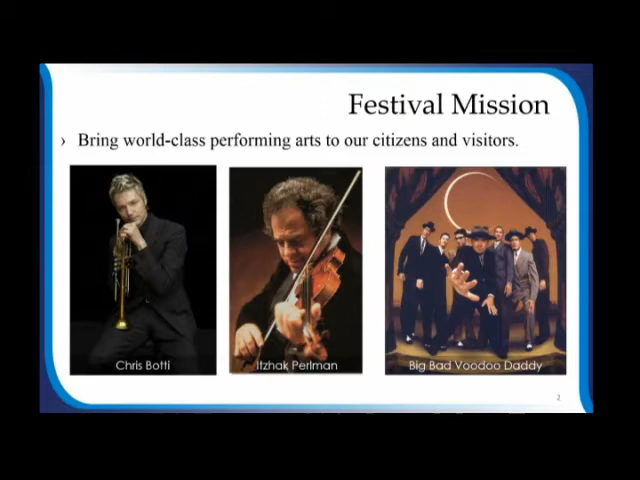 Festival Mission
› Bring world-class performing arts to our citizens and visitors.
Chris Botti
Itzhak Perlman
Big Bad Voodoo Daddy
2